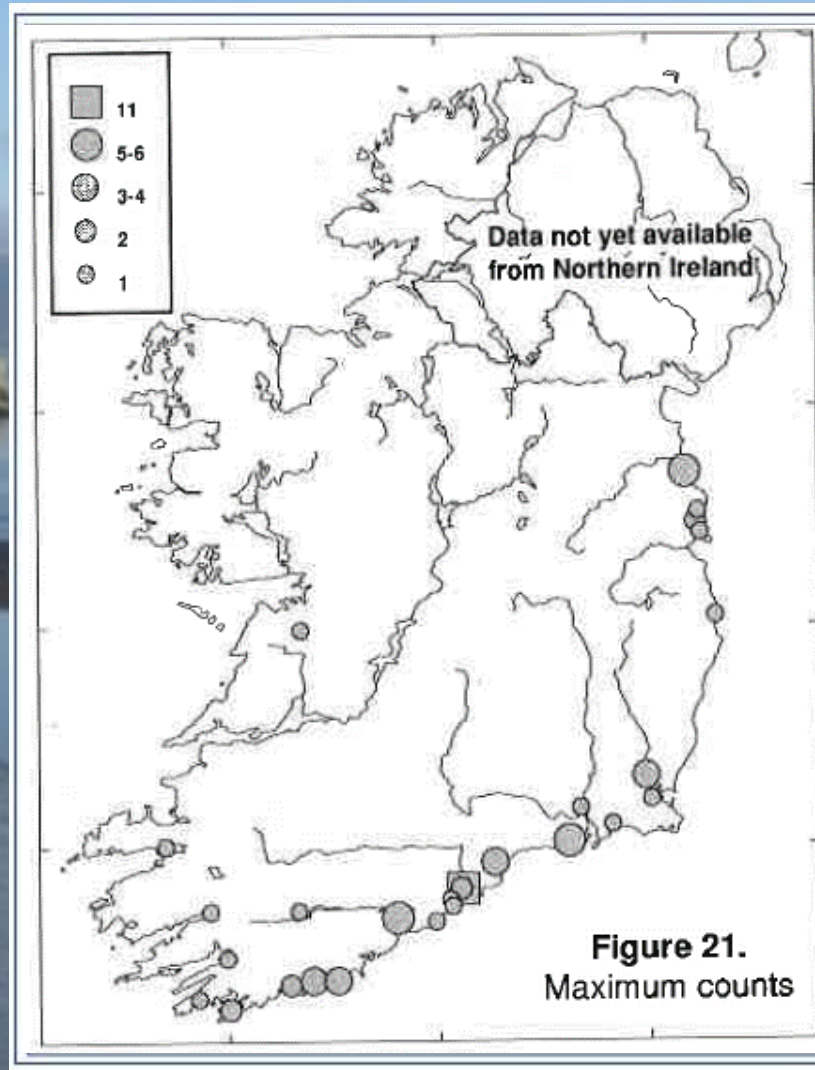 11
5-6
3-4
2
1
Data not yet available
from Northern Ireland
Figure 21.
Maximum counts